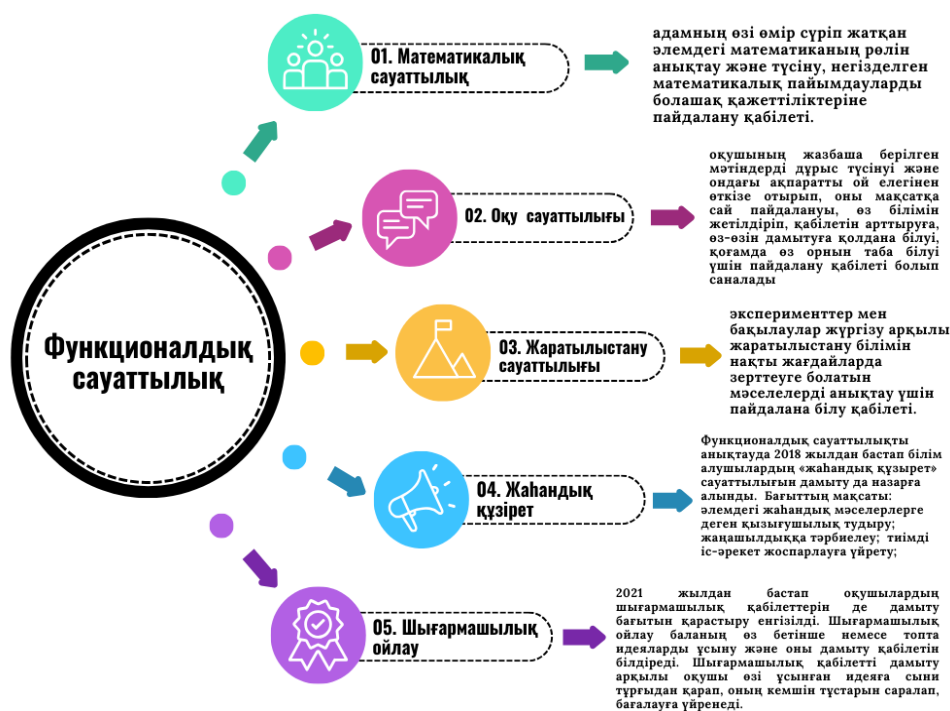 Функционалдық
сауаттылық
01. Математикалық
сауаттылық
адамның өзі өмір сүріп жатқан
әлемдегі математиканың рөлін
анықтау және түсіну, негізделген
математикалық пайымдауларды
болашақ қажеттіліктеріне
пайдалану қабілеті.
02. Оқу сауаттылығы
оқушының жазбаша берілген
мәтіндерді дұрыс түсінуі және
ондағы ақпаратты ой елегінен
өткізе отырып, оны мақсатқа
сай пайдалануы, өз білімін
жетілдіріп, қабілетін арттыруға,
өз-өзін дамытуға қолдана білуі,
қоғамда өз орнын таба білуі
үшін пайдалану қабілеті болып
саналады
03. Жаратылыстану
сауаттылығы
эксперименттер мен
бақылаулар жүргізу арқылы
жаратылыстану білімін
нақты жағдайларда
зерттеуге болатын
мәселелерді анықтау үшін
пайдалана білу қабілеті.
04. Жаһандық
құзірет
Функционалдық сауаттылықты
анықтауда 2018 жылдан бастап білім
алушылардың «жаһандық құзырет»
сауаттылығын дамыту да назарға
алынды. Бағыттың мақсаты:
әлемдегі жаһандық мәселерлерге
деген қызығушылық тудыру;
жаңашылдыққа тәрбиелеу; тиімді
іс-әрекет жоспарлауға үйрету;
05. Шығармашылық
ойлау
2021 жылдан бастап оқушылардың
шығармашылық қабілеттерін де дамыту
бағытын қарастыру енгізілді. Шығармашылық
ойлау баланың өз бетінше немесе топта
идеяларды ұсыну және оны дамыту қабілетін
білдіреді. Шығармашылық қабілетті дамыту
арқылы оқушы өзі ұсынған идеяға сыни
тұрғыдан қарап, оның кемшін тұстарын саралап,
бағалауға үйренеді.